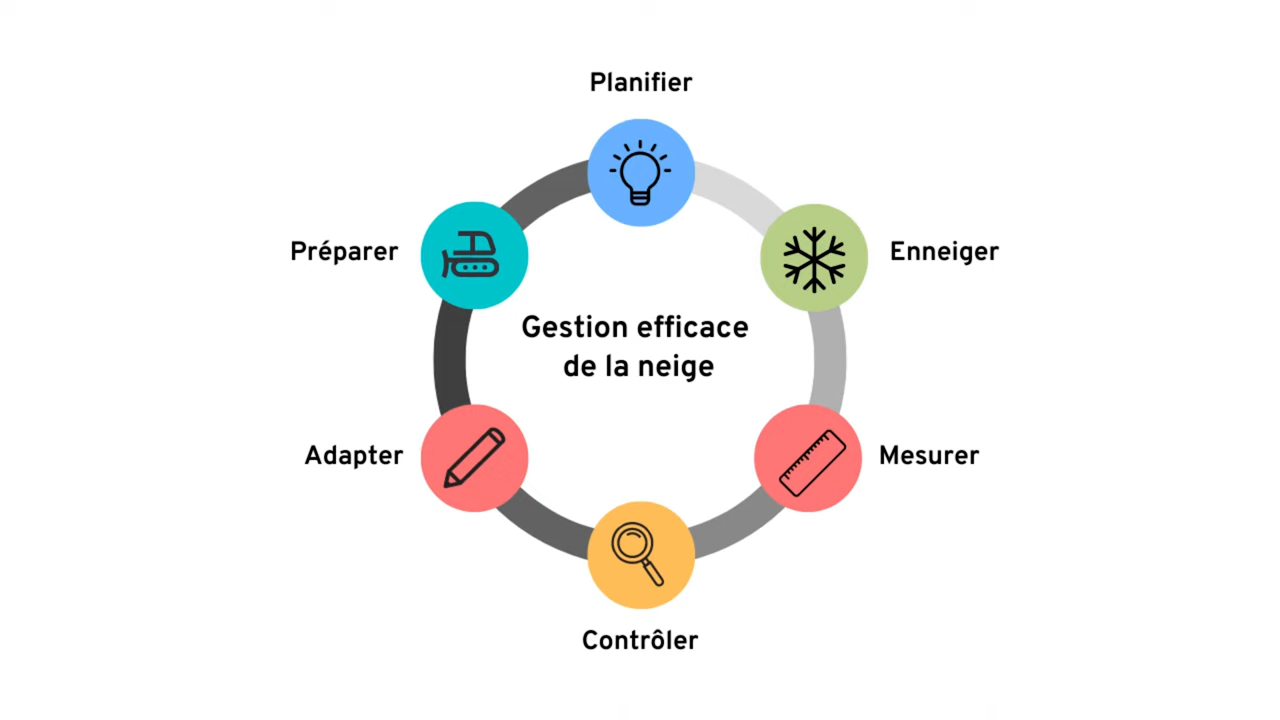 Planifier
Préparer
Enneiger
Gestion efficace
de la neige
Adapter
Mesurer
Contrôler